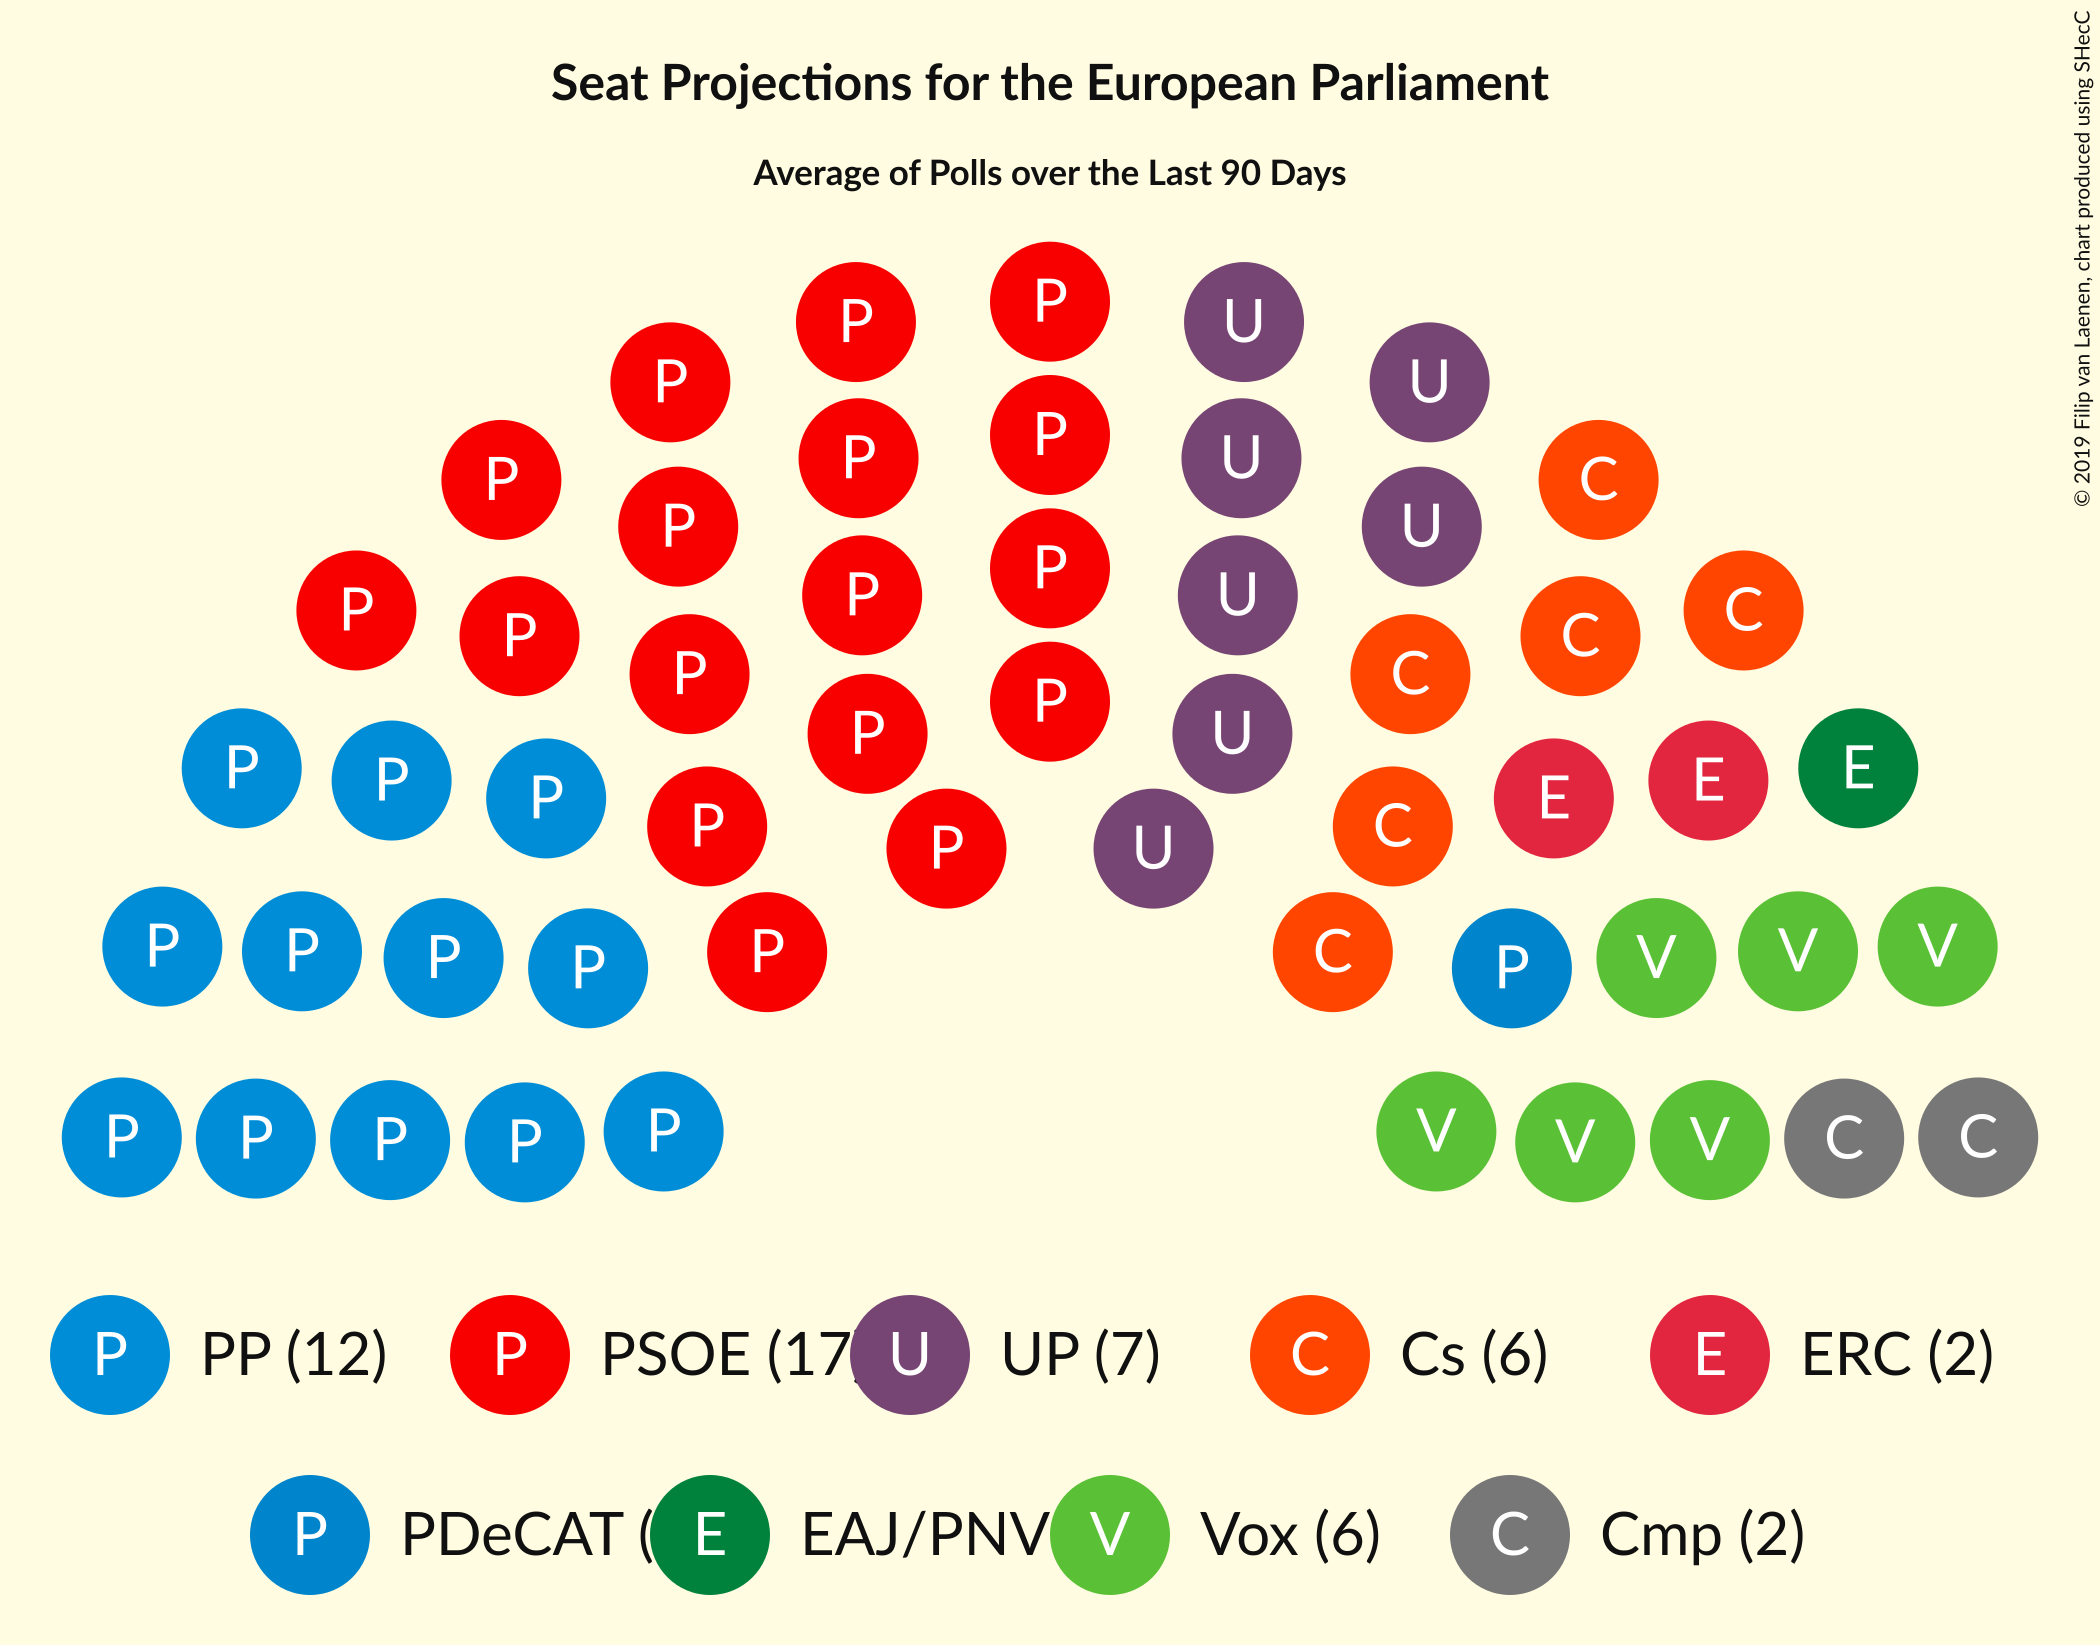 Seat Projections for the European Parliament
Average of Polls over the Last 90 Days
© 2019 Filip van Laenen, chart produced using SHecC
P
P U
P U
P
P U
P C
P U
P
P U
P C
P
P U
P C
P
P U
P C
P
P E
P E
P E
P C
P U
P V
P V
P V
P P
P C
P V
P V
P V
P C
P C
P PP (12) P PSOE (17) U UP (7) C Cs (6) E ERC (2)
P PDeCAT ( E EAJ/PNV V Vox (6) C Cmp (2)